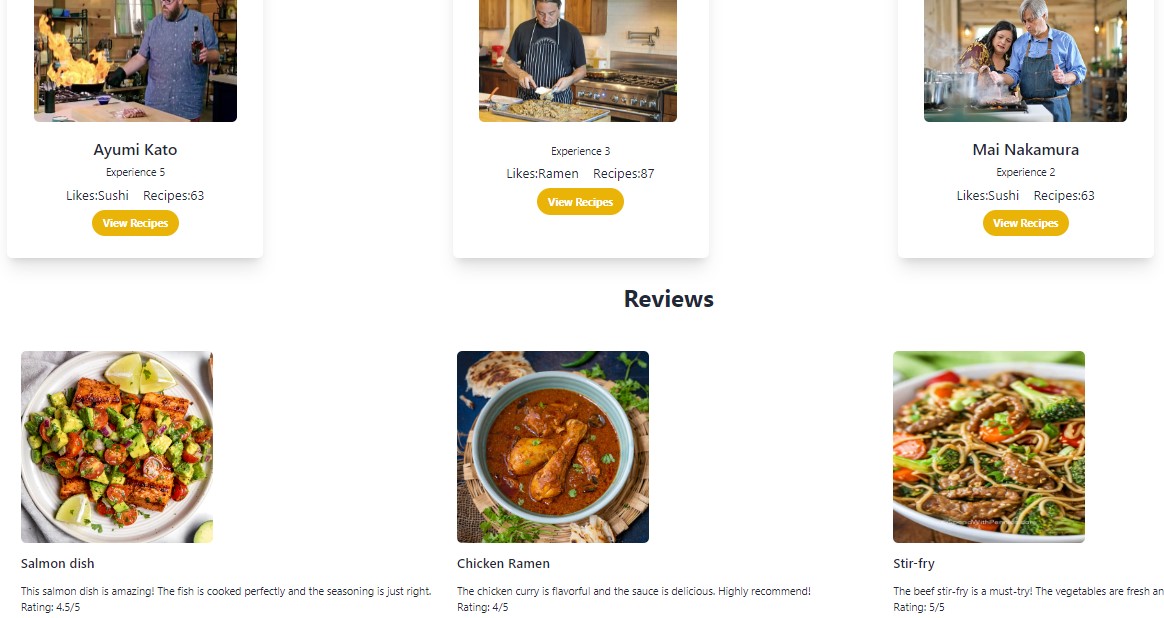 Ayumi Kato
Experience 5
Likes:Sushi Recipes:63
View Recipes
Experience 3
Likes:Ramen Recipes:87
View Recipes
Mai Nakamura
Experience 2
Likes:Sushi Recipes:63
View Recipes
Reviews
Salmon dish
This salmon dish is amazing! The fish is cooked perfectly and the seasoning is just right.
Rating: 4.5/5
Chicken Ramen
The chicken curry is flavorful and the sauce is delicious. Highly recommend!
Rating: 4/5
Stir-fry
The beef stir-fry is a must-try! The vegetables are fresh an
Rating: 5/5